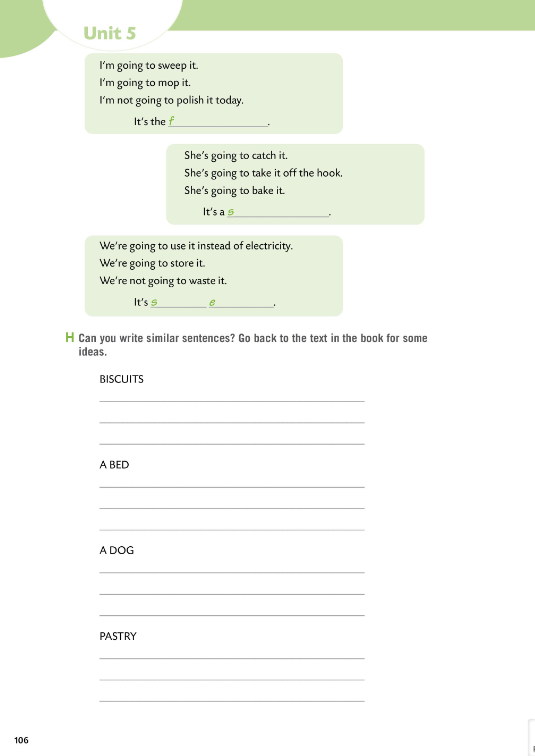 Unit 5
I'm going to sweep it.
I'm going to mop it.
I'm not going to polish it today.
It's the f__________________.
She's going to catch it.
She's going to take it off the hook.
She's going to bake it.
It's a s__________________.
We're going to use it instead of electricity.
We're going to store it.
We're not going to waste it.
It's s__________ e____________.
H Can you write similar sentences? Go back to the text in the book for some
ideas.
BISCUITS
A BED
A DOG
PASTRY
106